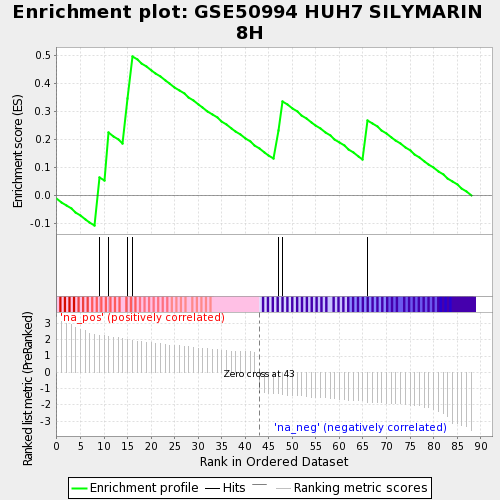 Enrichment plot: GSE50994 HUH7 SILYMARIN
8H
Enrichment score (ES)
0.5
0.4
0.3
0.2
0.1
0.0
-0.1
'na_pos' (positively correlated)
Ranked list metric (PreRanked)
3
2
1
0
-1
-2
-3
Zero cross at 43
'na_neg' (negatively correlated)
0 5 10 15 20 25 30 35 40 45 50 55 60 65 70 75 80 85 90
Rank in Ordered Dataset
Enrichment profile Hits Ranking metric scores